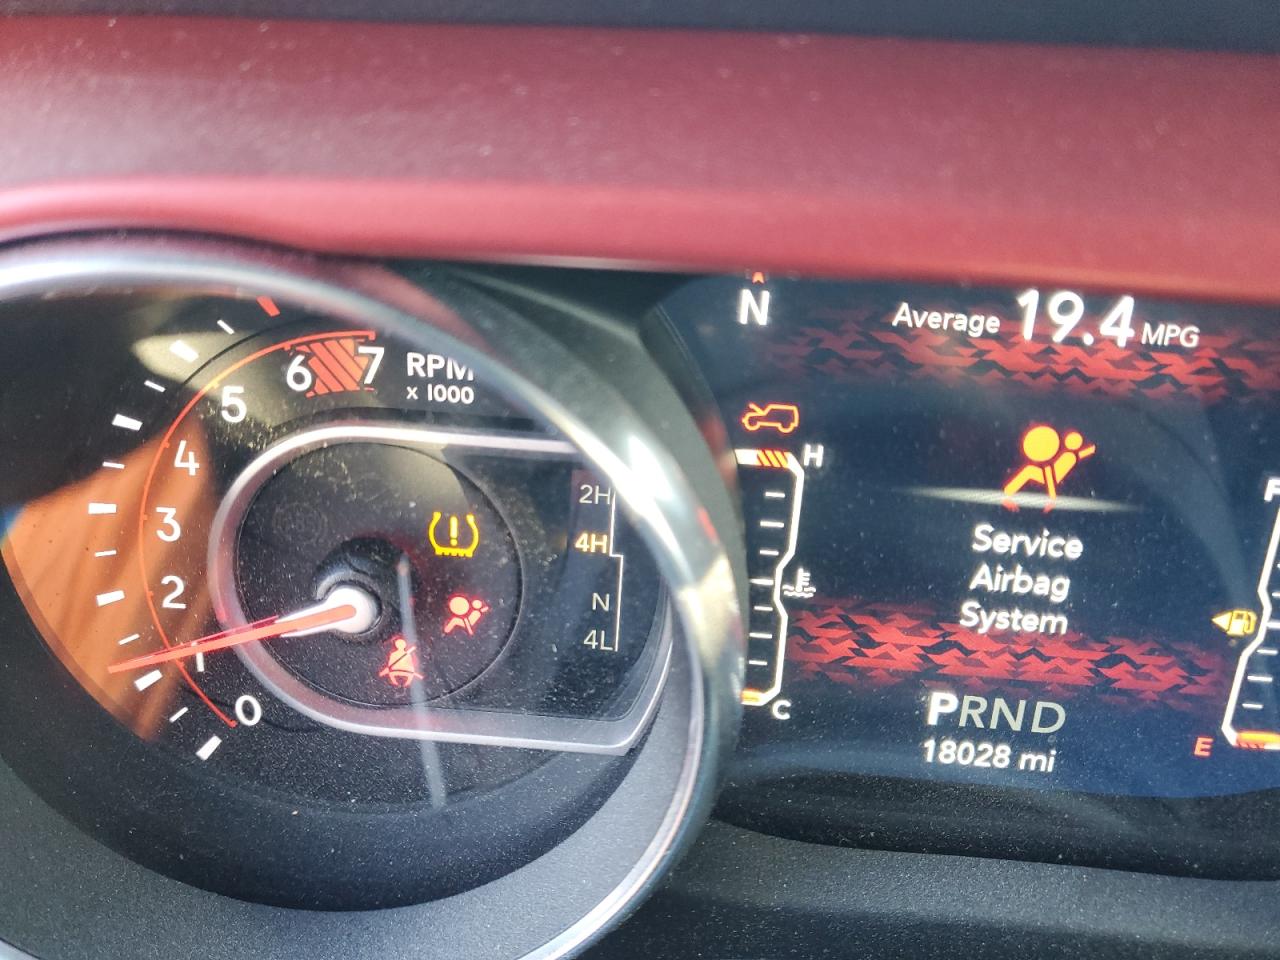 N
Average 19.4 MPG
6
7
RPM
x 1000
5
4
3
2
1
0
2H
4H
N
4L
H
C
Service
Airbag
System
PRND
18028 mi
F
E